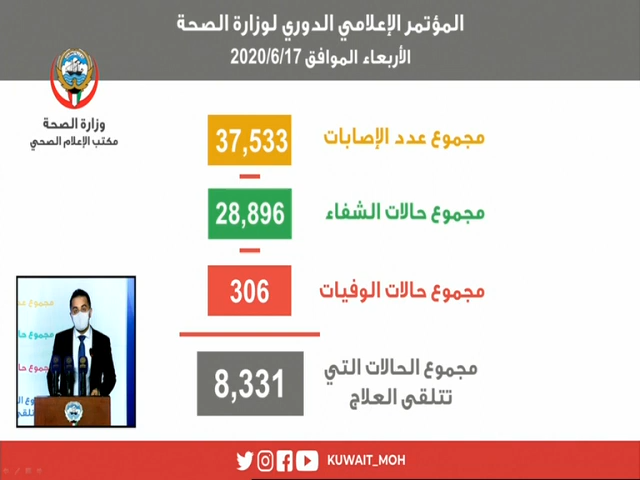 المؤتمر الإعلامي الدوري لوزارة الصحة
الأربعاء الموافق 2020/6/17
وزارة الصحة
مكتب الإعلام الصحي
مجموع عدد الإصابات 37,533
مجموع حالات الشفاء 28,896
مجموع حالات الوفيات 306
مجموع الحالات التي
تتلقى العلاج 8,331
KUWAIT_MOH